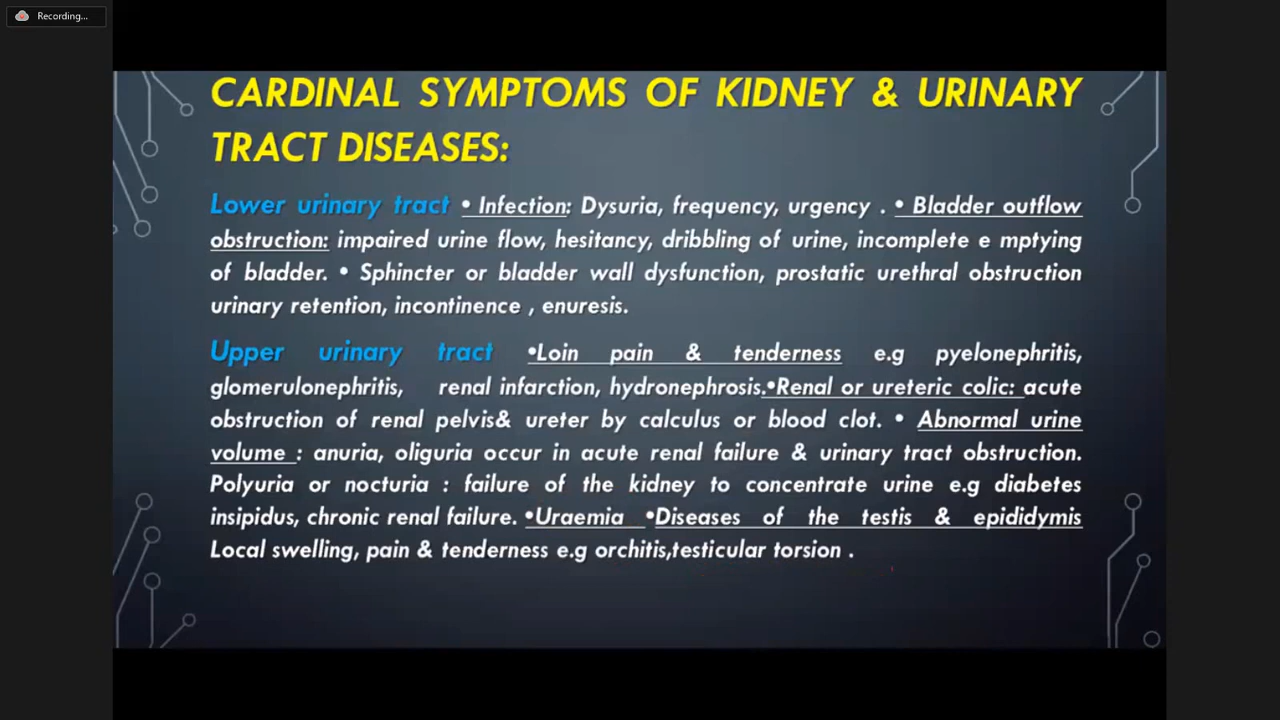 Recording...
CARDINAL SYMPTOMS OF KIDNEY & URINARY
TRACT DISEASES:
Lower urinary tract • Infection: Dysuria, frequency, urgency . • Bladder outflow
obstruction: impaired urine flow, hesitancy, dribbling of urine, incomplete e mptying
of bladder. • Sphincter or bladder wall dysfunction, prostatic urethral obstruction
urinary retention, incontinence , enuresis.
Upper urinary tract •Loin pain & tenderness e.g pyelonephritis,
glomerulonephritis, renal infarction, hydronephrosis.•Renal or ureteric colic: acute
obstruction of renal pelvis& ureter by calculus or blood clot. • Abnormal urine
volume : anuria, oliguria occur in acute renal failure & urinary tract obstruction.
Polyuria or nocturia : failure of the kidney to concentrate urine e.g diabetes
insipidus, chronic renal failure. •Uraemia •Diseases of the testis & epididymis
Local swelling, pain & tenderness e.g orchitis,testicular torsion .